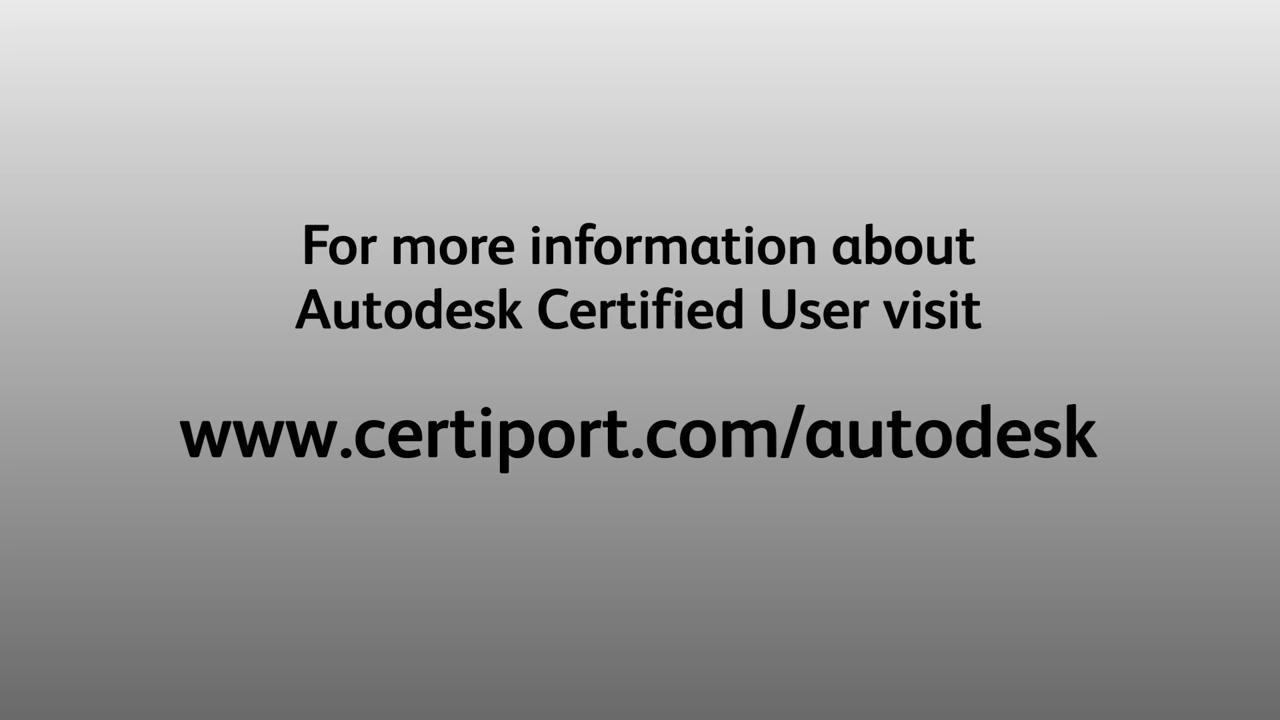 For more information about
Autodesk Certified User visit
www.certiport.com/autodesk